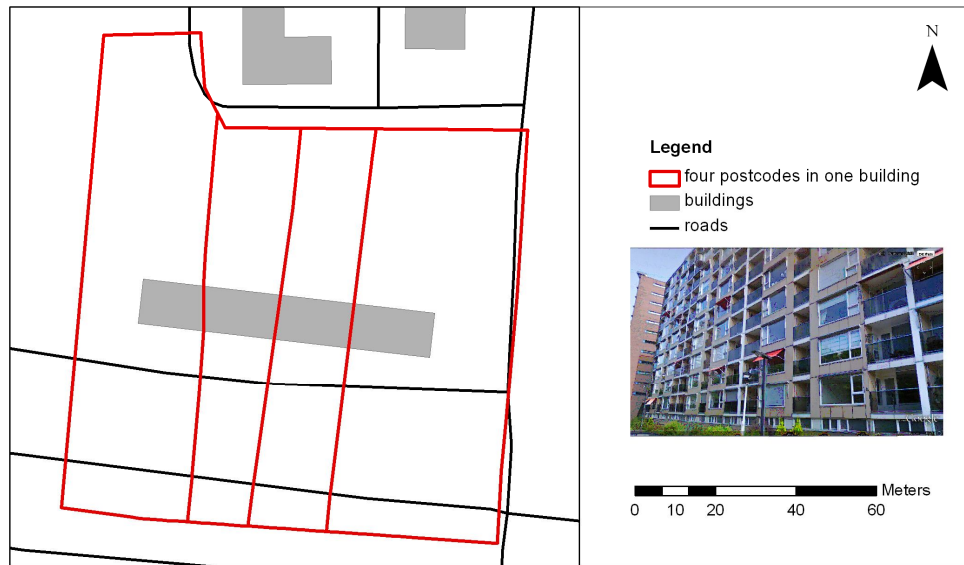 N
Legend
four postcodes in one building
buildings
roads
Meters
0 10 20 40 60